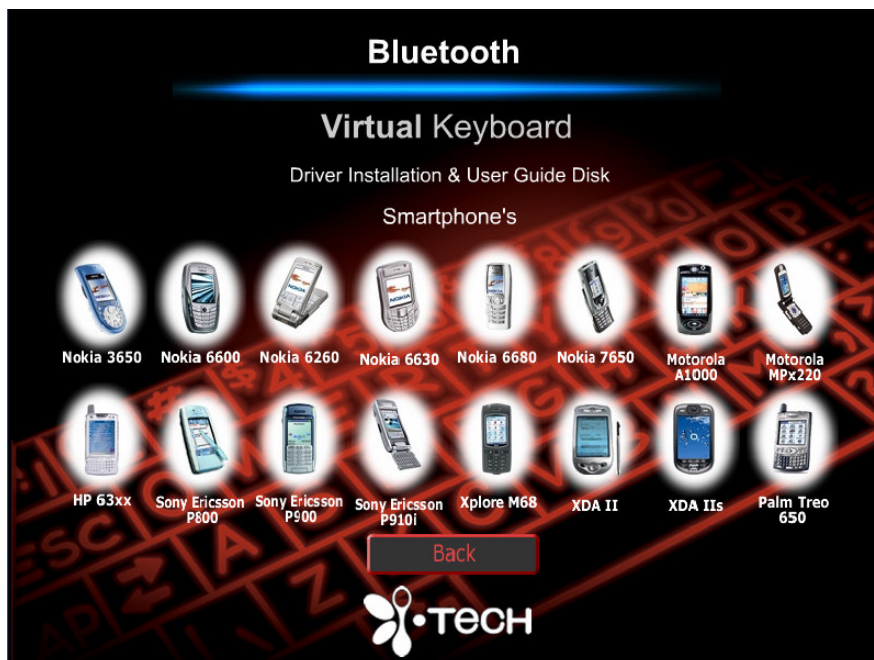 Bluetooth
Virtual Keyboard
Driver Installation & User Guide Disk
Smartphone's
Nokia 3650 Nokia 6600 Nokia 6260 Nokia 6630 Nokia 6680 Nokia 7650 Motorola A1000 Motorola MPx220
HP 63xx Sony Ericsson P800 Sony Ericsson P900 Sony Ericsson P910i Xplore M68 XDA II XDA IIs Palm Treo 650
Back
i.TECH